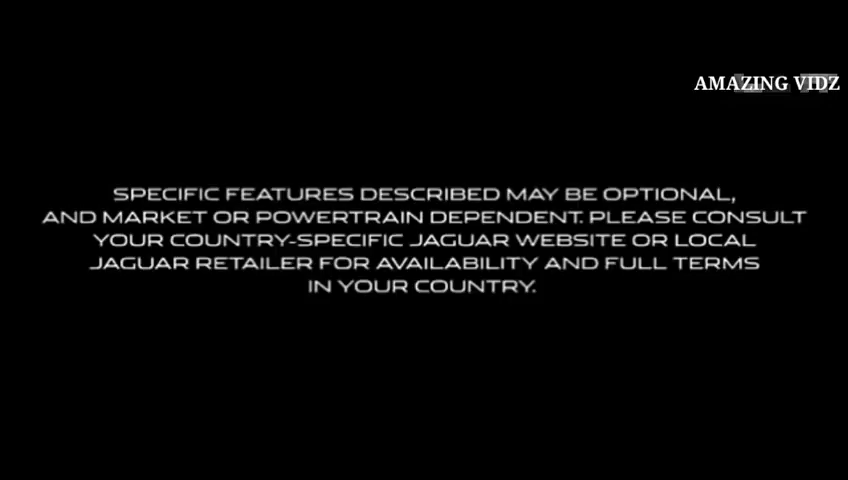 AMAZING VIDZ
SPECIFIC FEATURES DESCRIBED MAY BE OPTIONAL,
AND MARKET OR POWERTRAIN DEPENDENT. PLEASE CONSULT
YOUR COUNTRY-SPECIFIC JAGUAR WEBSITE OR LOCAL
JAGUAR RETAILER FOR AVAILABILITY AND FULL TERMS
IN YOUR COUNTRY.